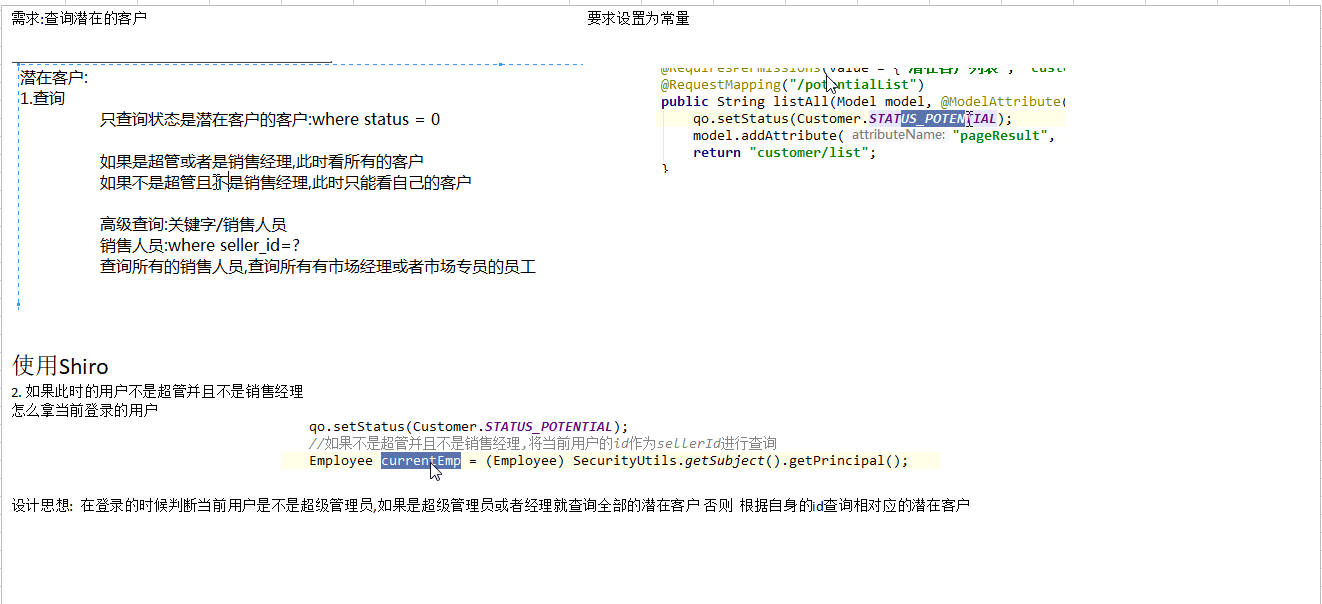 需求:查询潜在的客户
要求设置为常量
潜在客户:
1.查询
只查询状态是潜在客户的客户:where status = 0
如果是超管或者是销售经理,此时看所有的客户
如果不是超管且不是销售经理,此时只能看自己的客户
高级查询:关键字/销售人员
销售人员:where seller_id=?
查询所有的销售人员,查询所有有市场经理或者市场专员的员工
@RequiresPermissions(value = {"潜在客户列表", "cust
@RequestMapping("/potentialList")
public String listAll(Model model, @ModelAttribute(
qo.setStatus(Customer.STATUS_POTENTIAL);
model.addAttribute( attributeName: "pageResult",
return "customer/list";
}
使用Shiro
2. 如果此时的用户不是超管并且不是销售经理
怎么拿当前登录的用户
qo.setStatus(Customer.STATUS_POTENTIAL);
//如果不是超管并且不是销售经理,将当前用户的id作为sellerId进行查询
Employee currentEmp = (Employee) SecurityUtils.getSubject().getPrincipal();
设计思想: 在登录的时候判断当前用户是不是超级管理员,如果是超级管理员或者经理就查询全部的潜在客户 否则 根据自身的id查询相对应的潜在客户